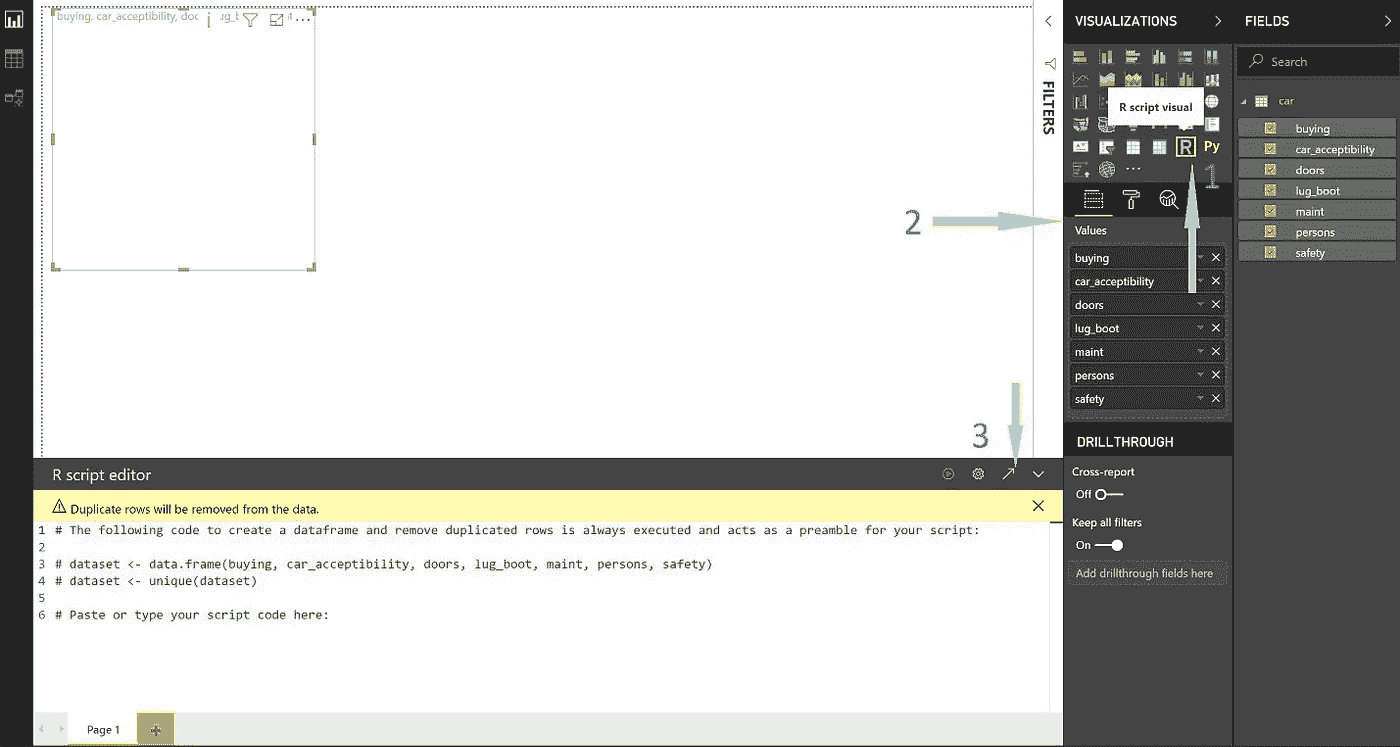 buying, car_acceptibility, doc
lug_b
VISUALIZATIONS
FIELDS
Search
FILTERS
R script visual
car
R
Py
1
buying
car_acceptibility
doors
lug_boot
maint
persons
safety
2
Values
buying
car_acceptibility
doors
lug_boot
maint
persons
safety
3
DRILLTHROUGH
Cross-report
Off
Keep all filters
On
Add drillthrough fields here
R script editor
Duplicate rows will be removed from the data.
1 # The following code to create a dataframe and remove duplicated rows is always executed and acts as a preamble for your script:
2
3 # dataset <- data.frame(buying, car_acceptibility, doors, lug_boot, maint, persons, safety)
4 # dataset <- unique(dataset)
5
6 # Paste or type your script code here:
Page 1